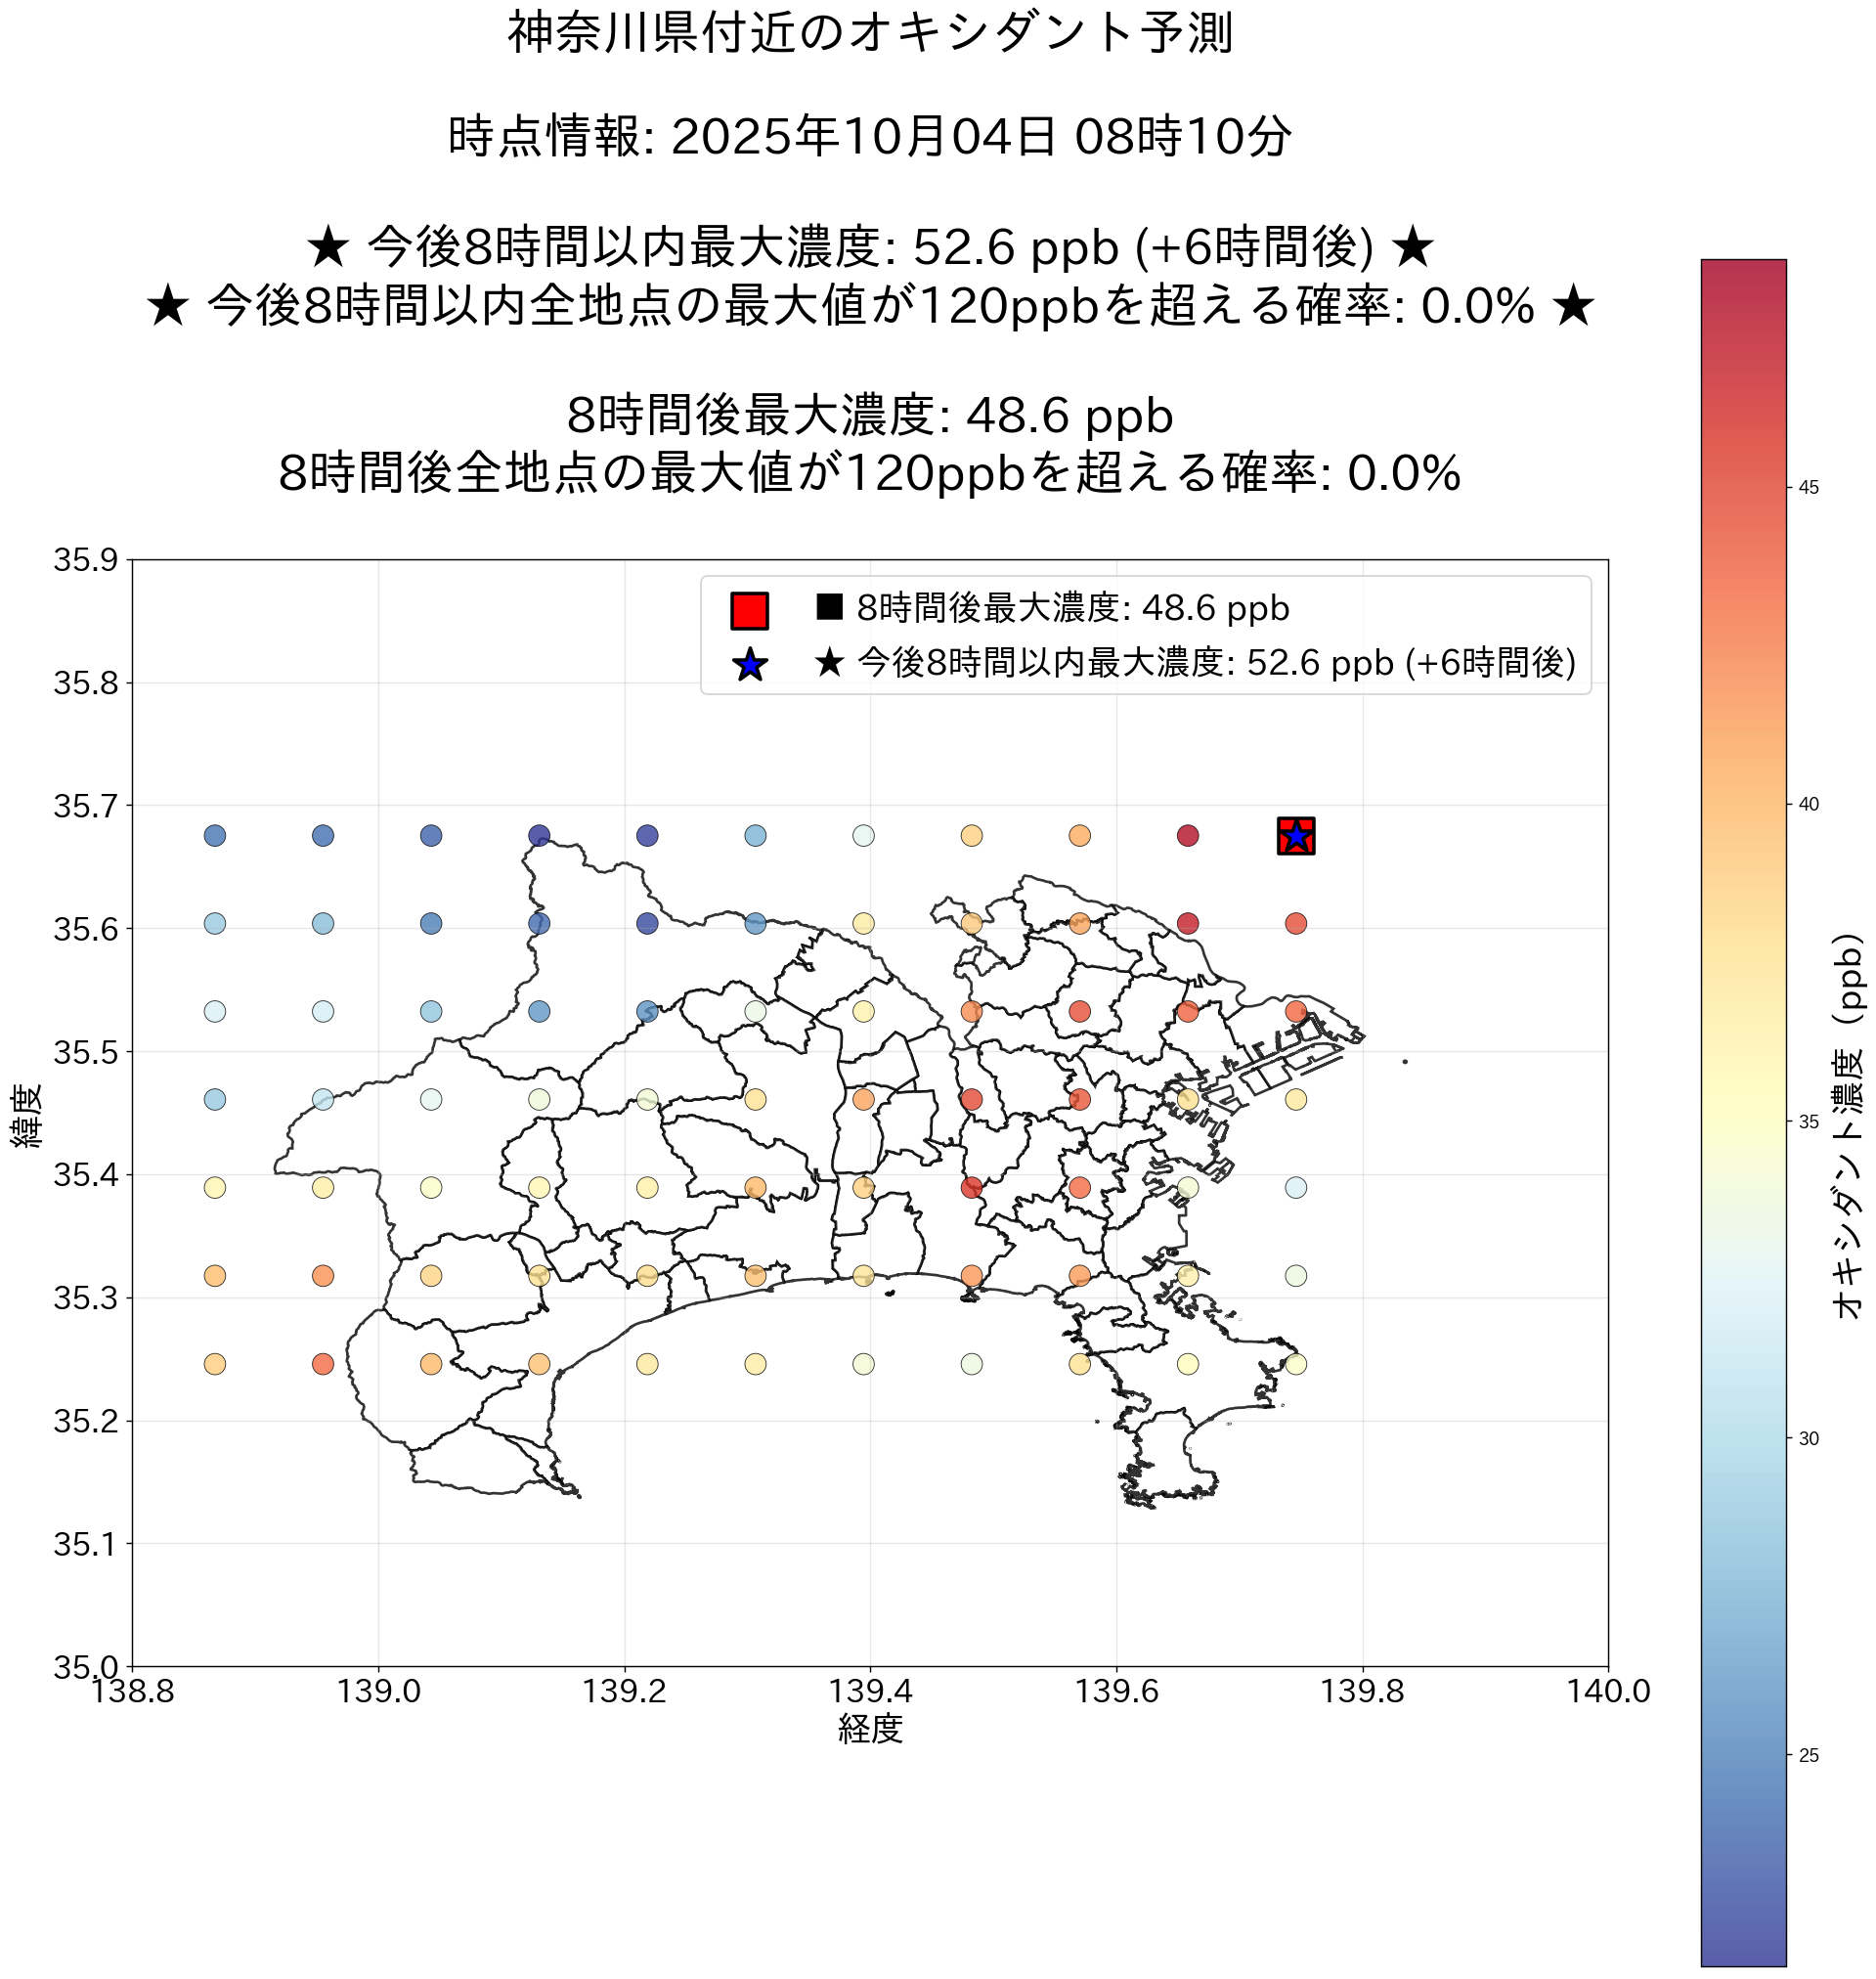 神奈川県付近のオキシダント予測
時点情報: 2025年10月04日 08時10分
★ 今後8時間以内最大濃度: 52.6 ppb (+6時間後) ★
★ 今後8時間以内全地点の最大値が120ppbを超える確率: 0.0% ★
8時間後最大濃度: 48.6 ppb
8時間後全地点の最大値が120ppbを超える確率: 0.0%
■ 8時間後最大濃度: 48.6 ppb
★ 今後8時間以内最大濃度: 52.6 ppb (+6時間後)
35.9
35.8
35.7
35.6
35.5
35.4
35.3
35.2
35.1
35.0
緯度
138.8
139.0
139.2
139.4
139.6
139.8
140.0
経度
45
40
35
30
25
オキシダント濃度（ppb）